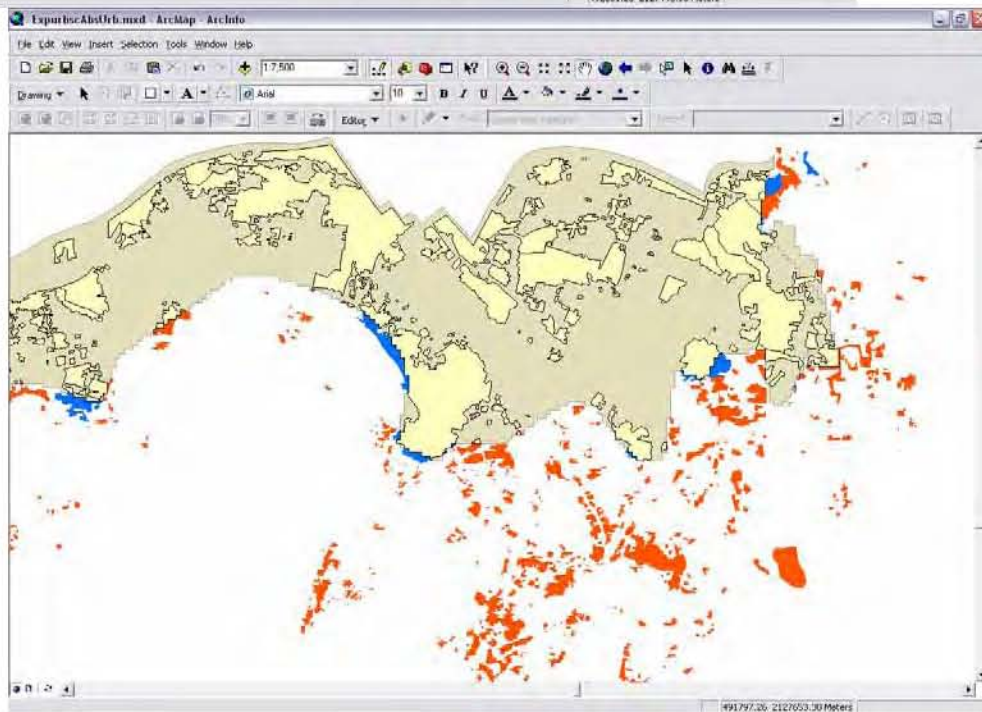 ExpurbscAbsUrb.mxd - ArcMap - ArcInfo
File Edit View Insert Selection Tools Window Help
1:7,500
Drawing A Arial 10 B I U A
Editor
491797.26 2127653.30 Meters